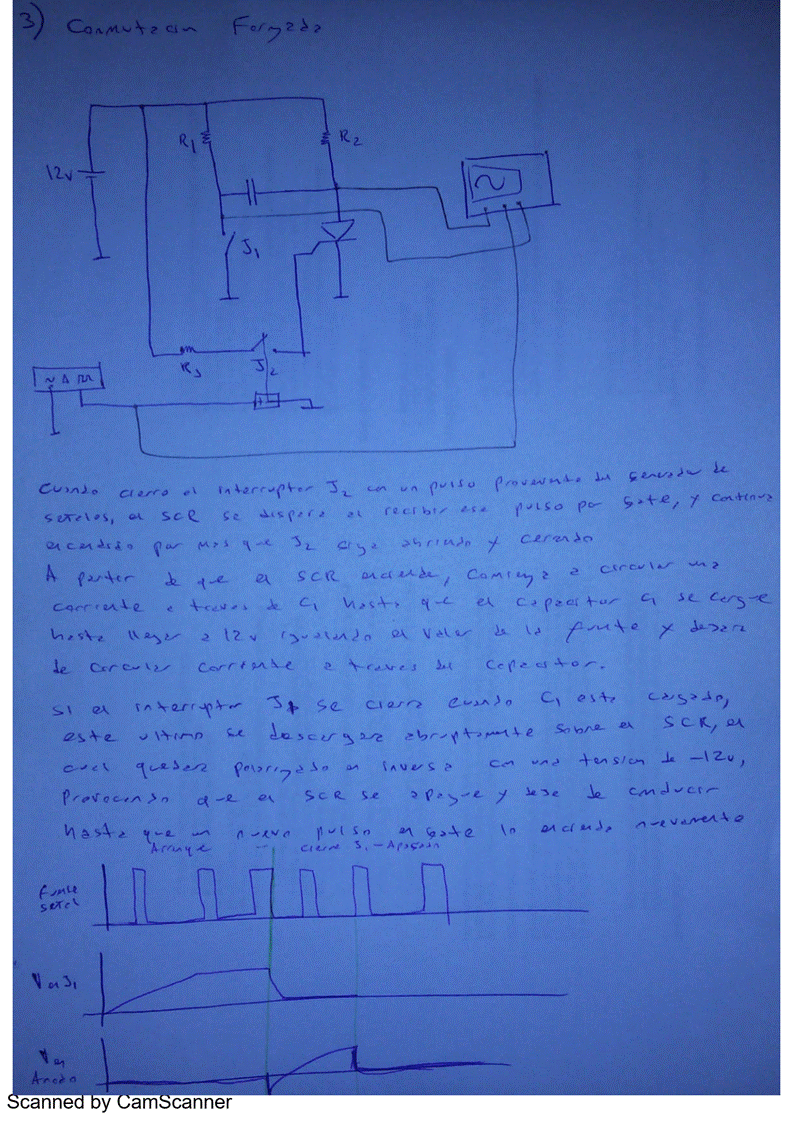 3) Conmutacion Forzada
R1
R2
12v
J1
R3
J2
Cuando cierro el interruptor J2 con un pulso proveniente del generador de
señales, el SCR se dispara al recibir ese pulso por Gate, y continua
encendido por mas que J2 siga abriendo y cerrando
A partir de que el SCR enciende, comienza a circular una
corriente a traves de C1 hasta que el capacitor C1 se cargue
hasta llegar a 12v igualando el valor de la fuente y dejara
de circular corriente a traves del capacitor.
Si el interruptor J1 se cierra cuando C1 esta cargado,
este ultimo se descargara abruptamente sobre el SCR, el
cual quedara polarizado en inversa con una tension de -12v,
provocando que el SCR se apague y deje de conducir
hasta que un nuevo pulso en Gate lo encienda nuevamente
Arranque -- cierre J1 - Apagado
Fuente
señal
V en J1
V en
Anodo
Scanned by CamScanner